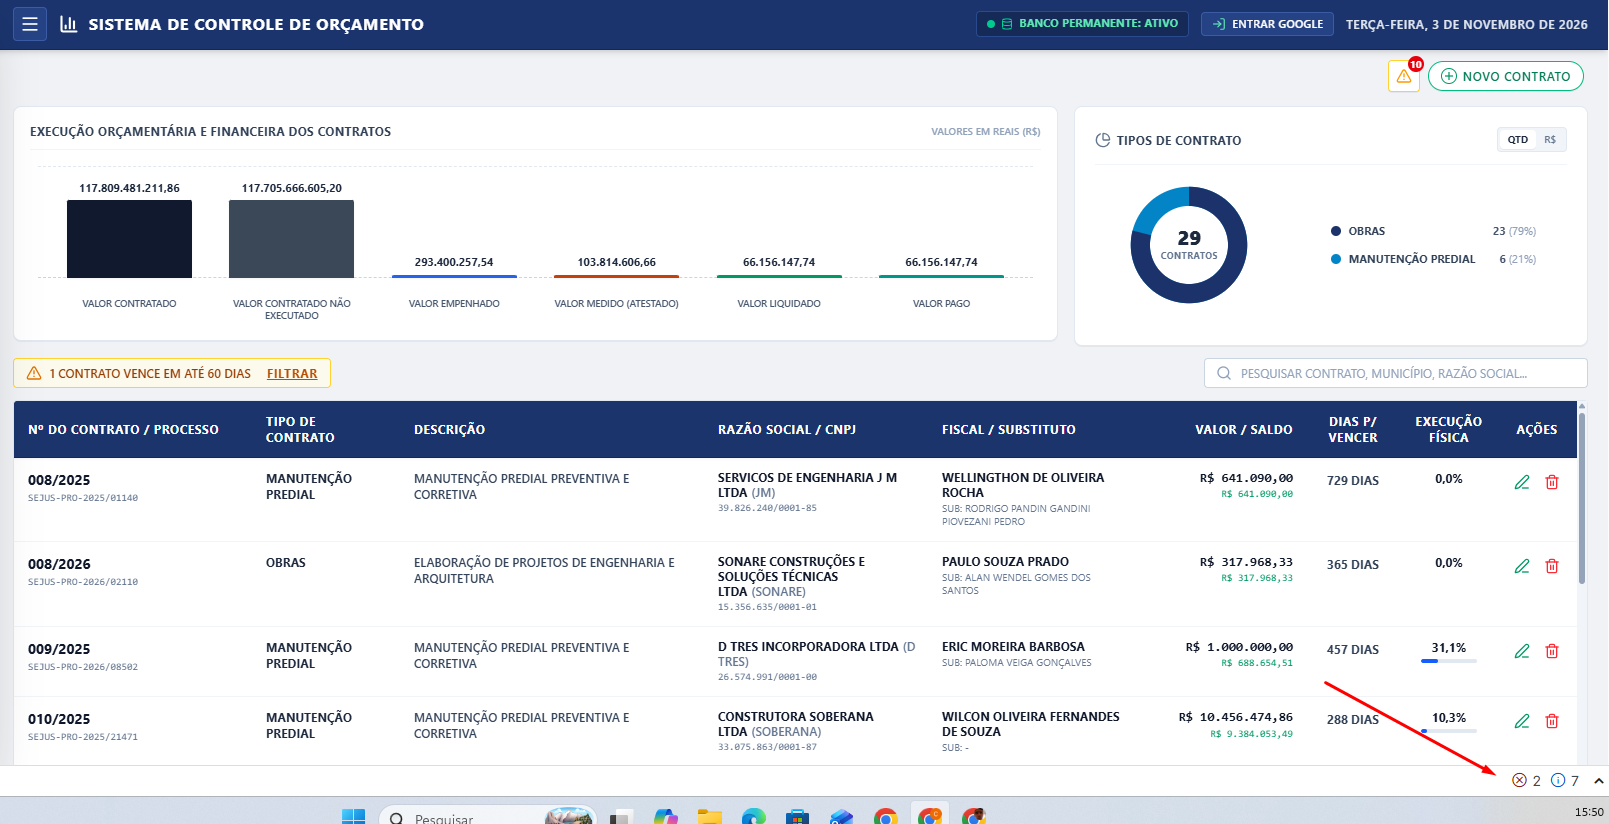 SISTEMA DE CONTROLE DE ORÇAMENTO
BANCO PERMANENTE: ATIVO
ENTRAR GOOGLE
TERÇA-FEIRA, 3 DE NOVEMBRO DE 2026
10
NOVO CONTRATO
EXECUÇÃO ORÇAMENTÁRIA E FINANCEIRA DOS CONTRATOS
VALORES EM REAIS (R$)
117.809.481.211,86
117.705.666.605,20
293.400.257,54
103.814.606,66
66.156.147,74
66.156.147,74
VALOR CONTRATADO
VALOR CONTRATADO NÃO
EXECUTADO
VALOR EMPENHADO
VALOR MEDIDO (ATESTADO)
VALOR LIQUIDADO
VALOR PAGO
TIPOS DE CONTRATO
QTD
R$
29
CONTRATOS
OBRAS
23 (79%)
MANUTENÇÃO PREDIAL
6 (21%)
1 CONTRATO VENCE EM ATÉ 60 DIAS
FILTRAR
PESQUISAR CONTRATO, MUNICÍPIO, RAZÃO SOCIAL...
Nº DO CONTRATO / PROCESSO
TIPO DE
CONTRATO
DESCRIÇÃO
RAZÃO SOCIAL / CNPJ
FISCAL / SUBSTITUTO
VALOR / SALDO
DIAS P/
VENCER
EXECUÇÃO
FÍSICA
AÇÕES
008/2025
SEJUS-PRO-2025/01140
MANUTENÇÃO
PREDIAL
MANUTENÇÃO PREDIAL PREVENTIVA E
CORRETIVA
SERVICOS DE ENGENHARIA J M
LTDA (JM)
39.826.240/0001-85
WELLINGTHON DE OLIVEIRA
ROCHA
SUB: RODRIGO PANDIN GANDINI
PIOVEZANI PEDRO
R$ 641.090,00
R$ 641.090,00
729 DIAS
0,0%
008/2026
SEJUS-PRO-2026/02110
OBRAS
ELABORAÇÃO DE PROJETOS DE ENGENHARIA E
ARQUITETURA
SONARE CONSTRUÇÕES E
SOLUÇÕES TÉCNICAS
LTDA (SONARE)
15.356.635/0001-01
PAULO SOUZA PRADO
SUB: ALAN WENDEL GOMES DOS
SANTOS
R$ 317.968,33
R$ 317.968,33
365 DIAS
0,0%
009/2025
SEJUS-PRO-2026/08502
MANUTENÇÃO
PREDIAL
MANUTENÇÃO PREDIAL PREVENTIVA E
CORRETIVA
D TRES INCORPORADORA LTDA (D
TRES)
26.574.991/0001-00
ERIC MOREIRA BARBOSA
SUB: PALOMA VEIGA GONÇALVES
R$ 1.000.000,00
R$ 688.654,51
457 DIAS
31,1%
010/2025
SEJUS-PRO-2025/21471
MANUTENÇÃO
PREDIAL
MANUTENÇÃO PREDIAL PREVENTIVA E
CORRETIVA
CONSTRUTORA SOBERANA
LTDA (SOBERANA)
33.075.863/0001-87
WILCON OLIVEIRA FERNANDES
DE SOUZA
SUB: -
R$ 10.456.474,86
R$ 9.384.053,49
288 DIAS
10,3%
2
7
Pesquisar
15:50